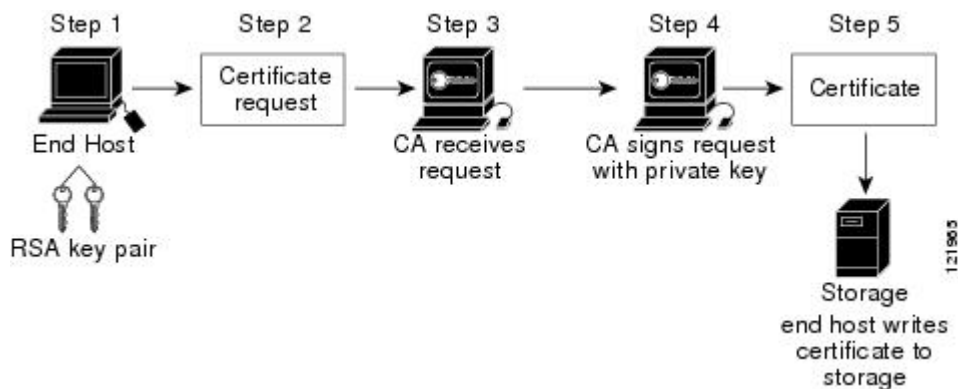 Step 1
Step 2
Step 3
Step 4
Step 5
Certificate
request
Certificate
End Host
CA receives
request
CA signs request
with private key
RSA key pair
Storage
end host writes
certificate to
storage
121965